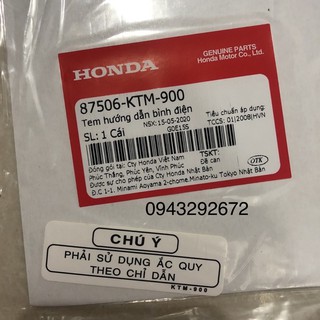 HONDA
GENUINE PARTS
Honda Motor Co., Ltd.
87506-KTM-900
Tem hướng dẫn bình điện
NSX: 15-05-2020
Tiêu chuẩn áp dụng:
SL: 1 Cái
G0E15S
TCCS: 01|2008|HVN
Đóng gói tại: Cty Honda Việt Nam
TSKT:
Phúc Thắng, Phúc Yên, Vĩnh Phúc
Đề can
Được sự cho phép của Cty Honda Nhật Bản
OTK
Đ.C 1-1, Minami Aoyama 2-chome, Minato-ku Tokyo Nhật Bản
0943292672
CHÚ Ý
PHẢI SỬ DỤNG ẮC QUY
THEO CHỈ DẪN
KTM-900